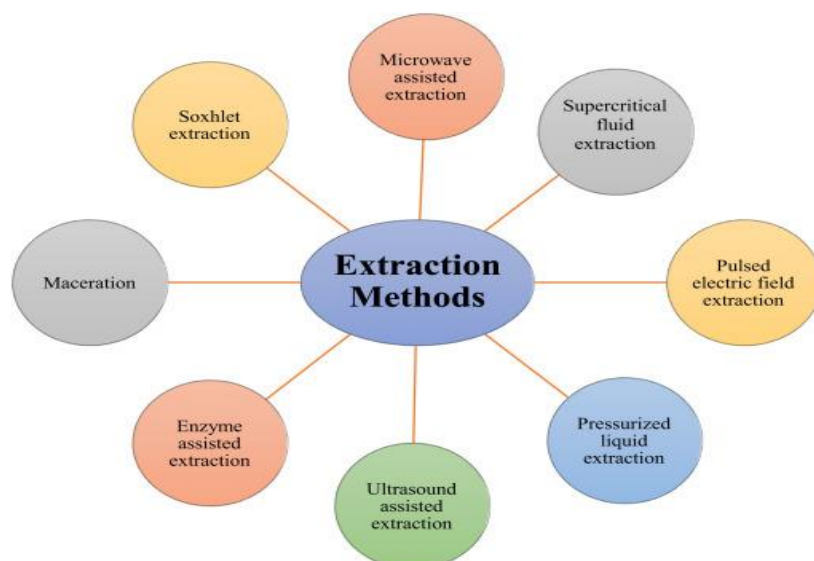 Microwave
assisted
extraction
Supercritical
fluid
extraction
Soxhlet
extraction
Extraction
Methods
Pulsed
electric field
extraction
Maceration
Enzyme
assisted
extraction
Pressurized
liquid
extraction
Ultrasound
assisted
extraction